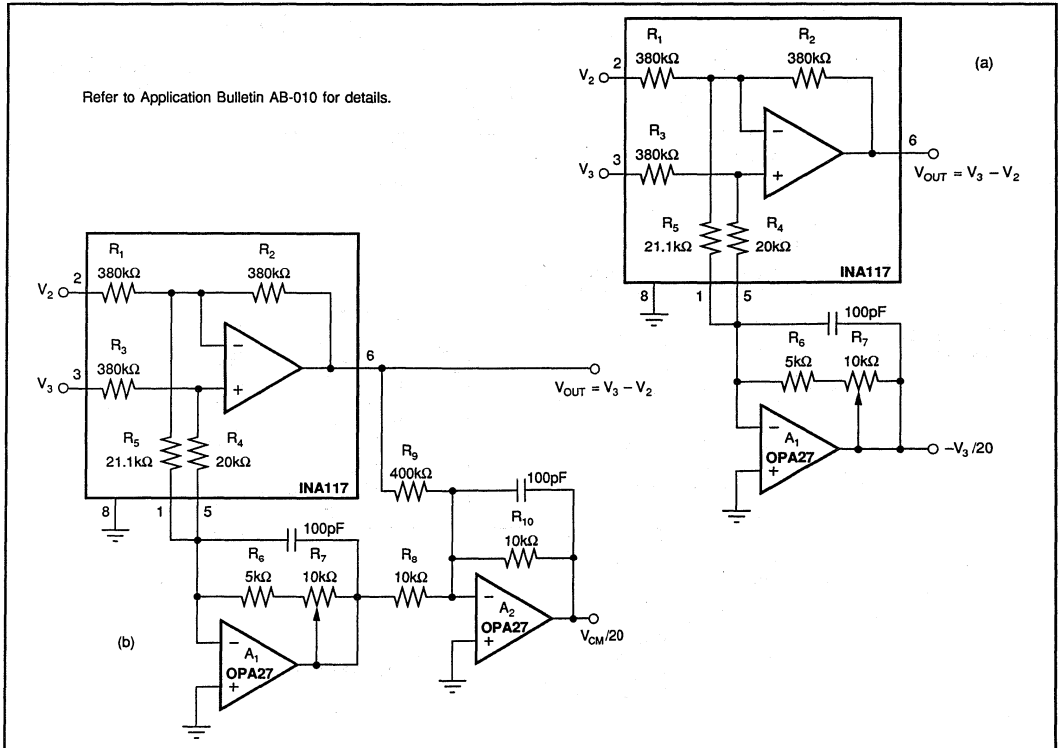 Refer to Application Bulletin AB-010 for details.
(a)
R1
380kΩ
R2
380kΩ
V2
2
R3
380kΩ
V3
3
−
+
6
VOUT = V3 − V2
R5
21.1kΩ
R4
20kΩ
INA117
8
1
5
100pF
R6
5kΩ
R7
10kΩ
−
A1
OPA27
+
−V3/20
(b)
R1
380kΩ
R2
380kΩ
V2
2
R3
380kΩ
V3
3
−
+
6
VOUT = V3 − V2
R5
21.1kΩ
R4
20kΩ
INA117
8
1
5
R9
400kΩ
100pF
R6
5kΩ
R7
10kΩ
R8
10kΩ
100pF
R10
10kΩ
−
A1
OPA27
+
−
A2
OPA27
+
VCM/20